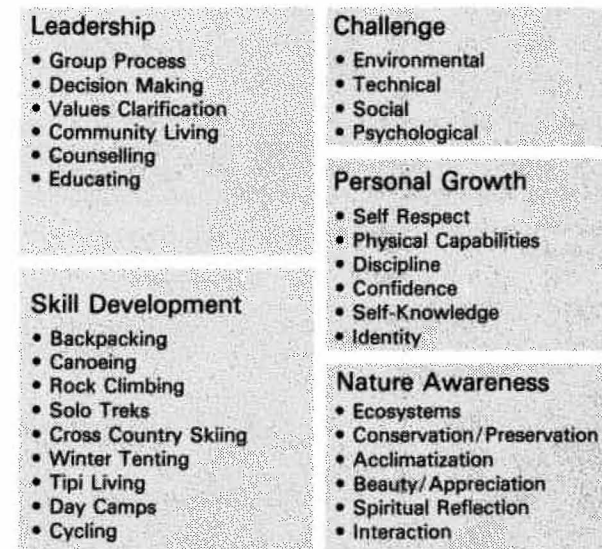 Leadership
• Group Process
• Decision Making
• Values Clarification
• Community Living
• Counselling
• Educating
Skill Development
• Backpacking
• Canoeing
• Rock Climbing
• Solo Treks
• Cross Country Skiing
• Winter Tenting
• Tipi Living
• Day Camps
• Cycling
Challenge
• Environmental
• Technical
• Social
• Psychological
Personal Growth
• Self Respect
• Physical Capabilities
• Discipline
• Confidence
• Self-Knowledge
• Identity
Nature Awareness
• Ecosystems
• Conservation/Preservation
• Acclimatization
• Beauty/Appreciation
• Spiritual Reflection
• Interaction